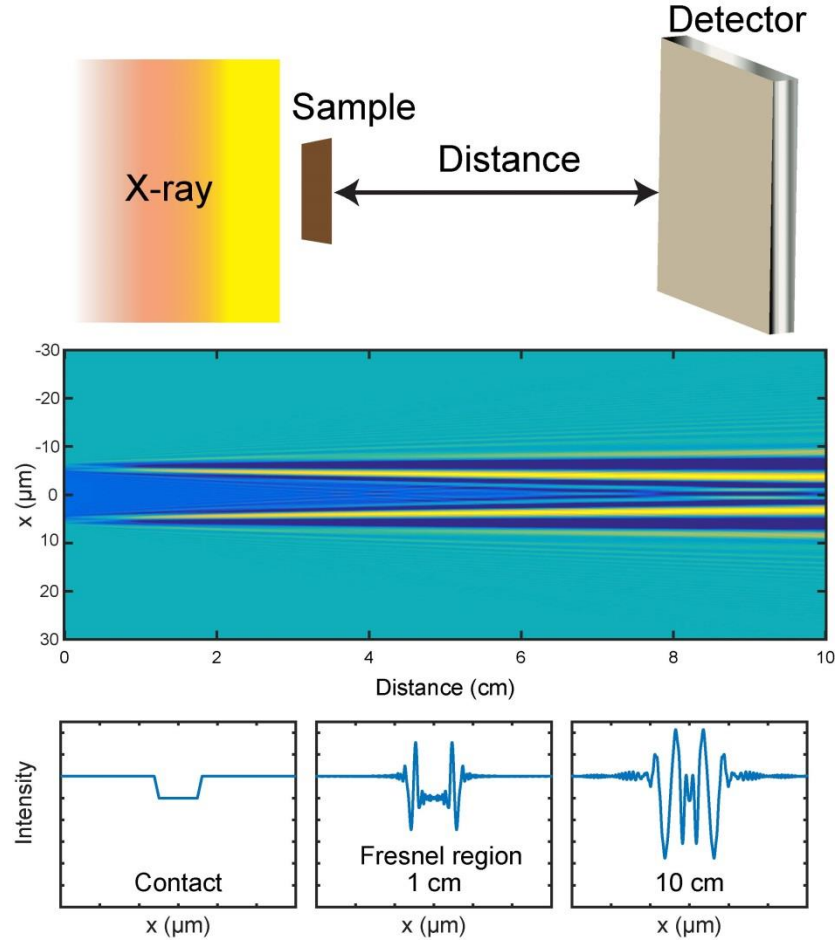 Detector
Sample
X-ray
Distance
-30
-20
-10
0
10
20
30
x (μm)
0 2 4 6 8 10
Distance (cm)
Intensity
Contact
x (μm)
Fresnel region
1 cm
x (μm)
10 cm
x (μm)